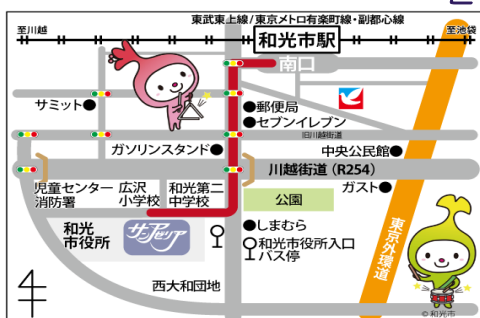 東武東上線/東京メトロ有楽町線・副都心線
至川越
至池袋
和光市駅
南口
サミット
郵便局
セブンイレブン
旧川越街道
ガソリンスタンド
中央公民館
川越街道（R254）
ガスト
児童センター
消防署
広沢
小学校
和光第二
中学校
公園
東京外環道
和光
市役所
サンアゼリア
しまむら
和光市役所入口
バス停
西大和団地
© 和光市